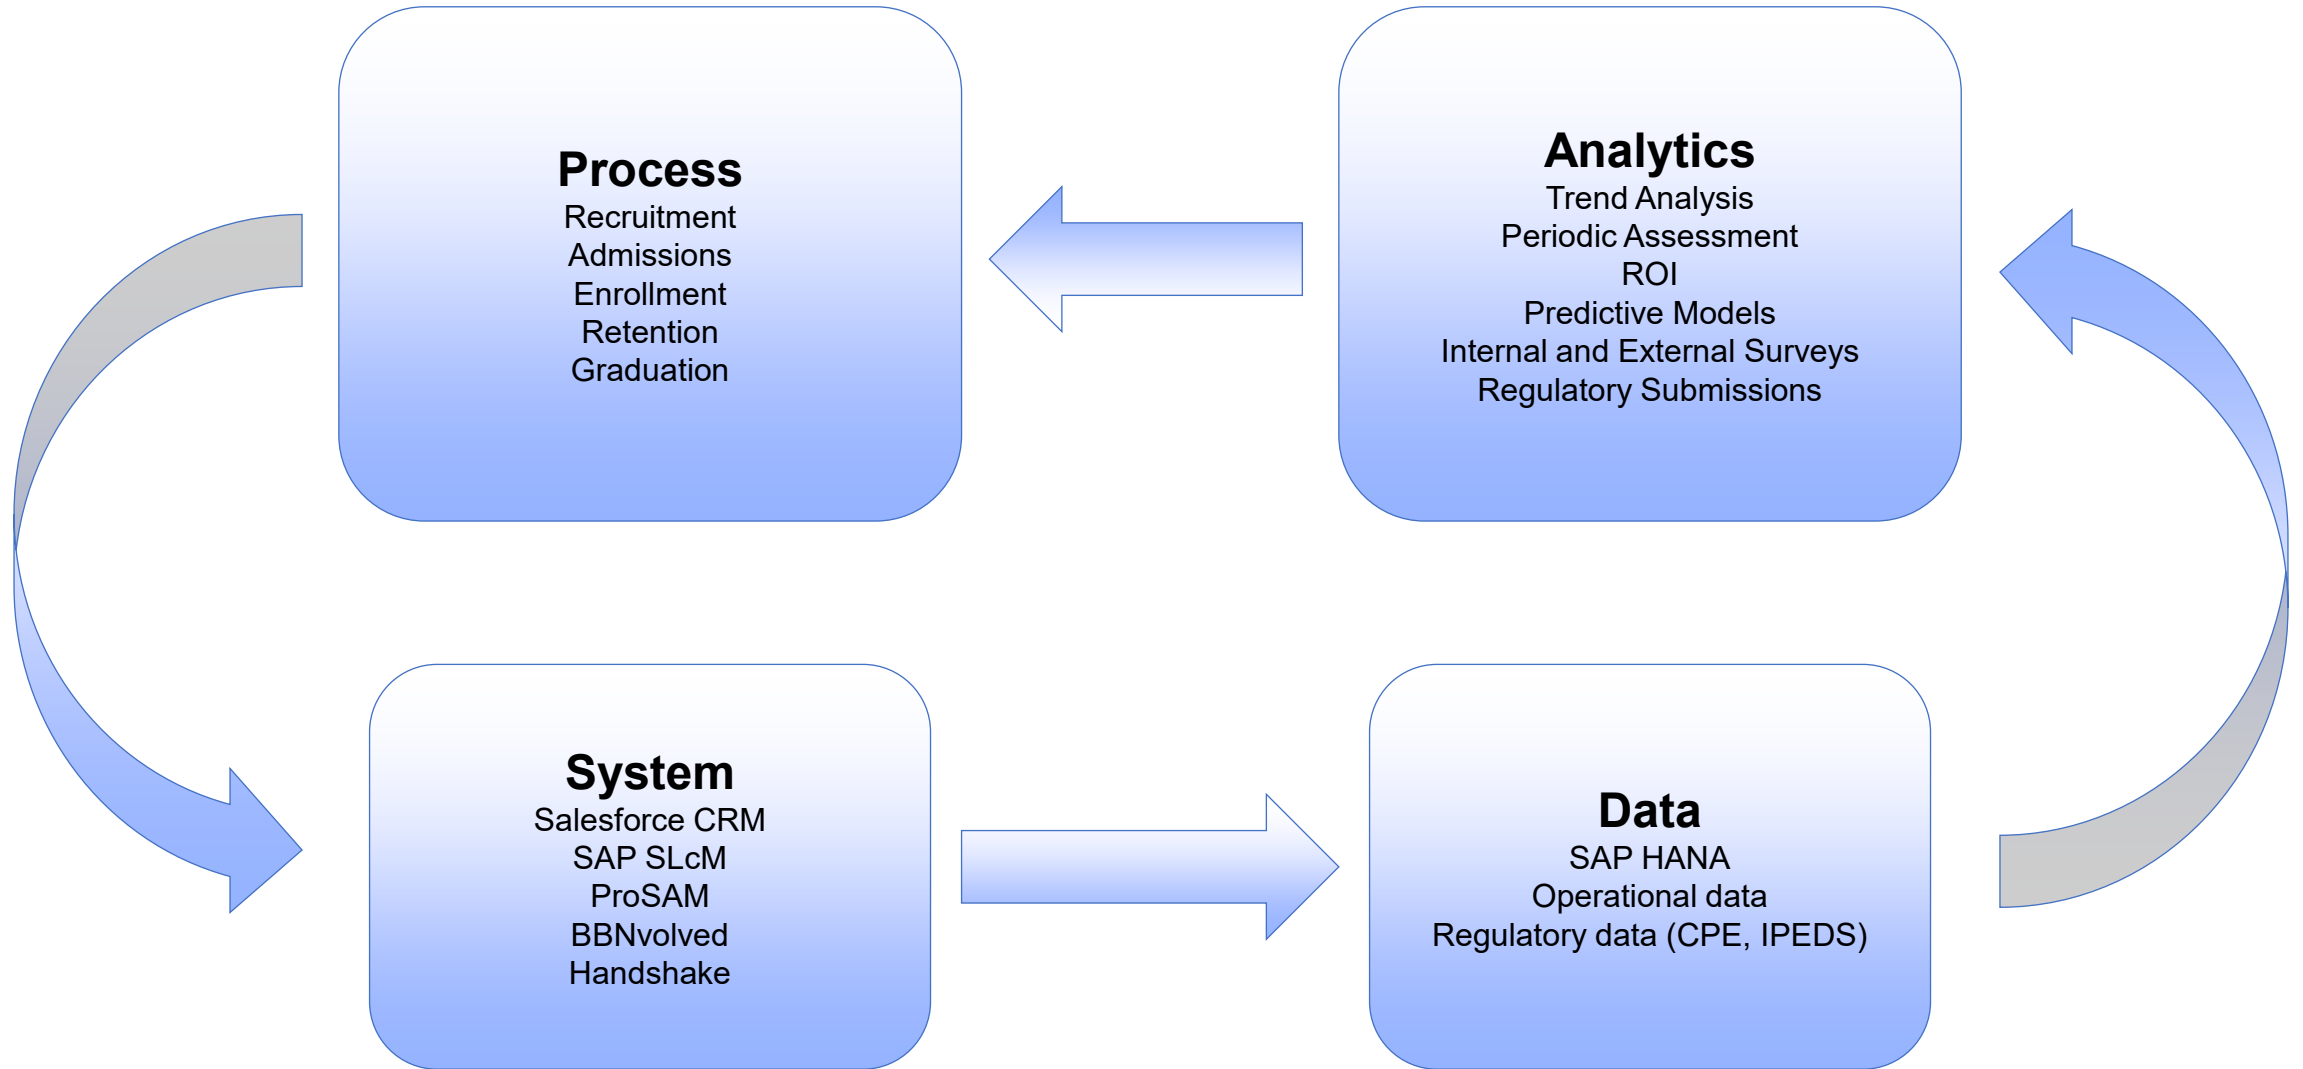 Process
Recruitment
Admissions
Enrollment
Retention
Graduation
Analytics
Trend Analysis
Periodic Assessment
ROI
Predictive Models
Internal and External Surveys
Regulatory Submissions
System
Salesforce CRM
SAP SLcM
ProSAM
BBNvolved
Handshake
Data
SAP HANA
Operational data
Regulatory data (CPE, IPEDS)